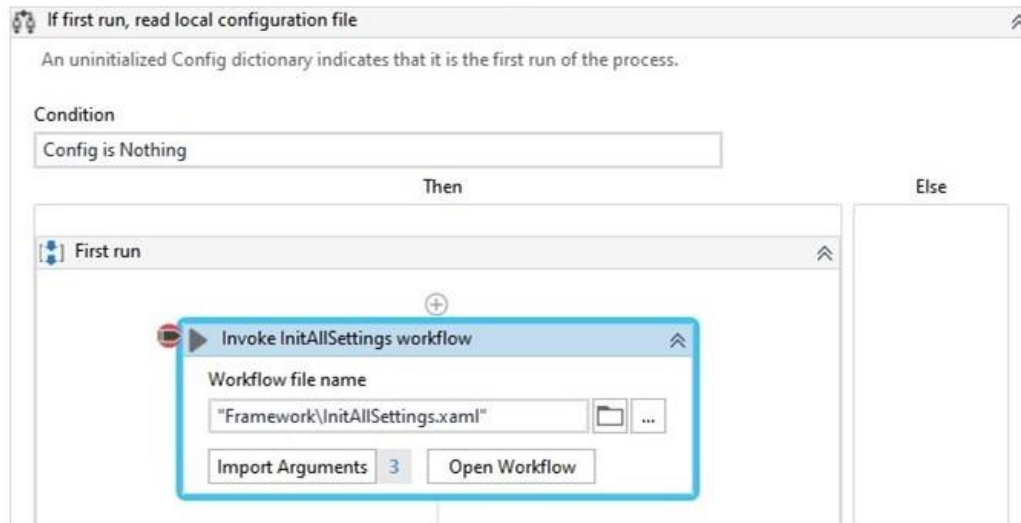 If first run, read local configuration file
An uninitialized Config dictionary indicates that it is the first run of the process.
Condition
Config is Nothing
Then
Else
First run
Invoke InitAllSettings workflow
Workflow file name
"Framework\InitAllSettings.xaml"
...
Import Arguments 3 Open Workflow